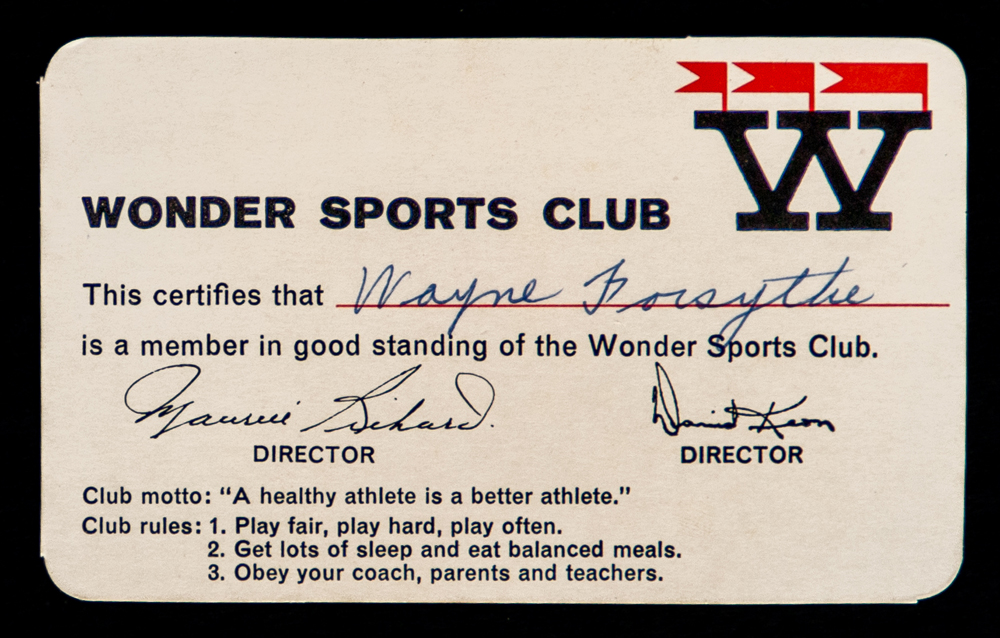 W
WONDER SPORTS CLUB
This certifies that Wayne Forsythe
is a member in good standing of the Wonder Sports Club.
Maurice Richard. David Keon
DIRECTOR DIRECTOR
Club motto: “A healthy athlete is a better athlete.”
Club rules: 1. Play fair, play hard, play often.
2. Get lots of sleep and eat balanced meals.
3. Obey your coach, parents and teachers.